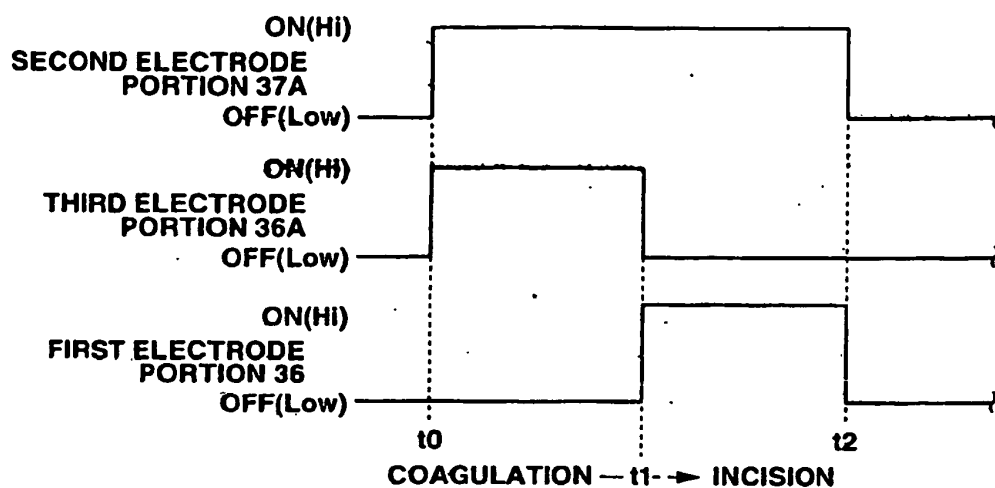 ON(Hi)
SECOND ELECTRODE
PORTION 37A
OFF(Low)
ON(Hi)
THIRD ELECTRODE
PORTION 36A
OFF(Low)
ON(Hi)
FIRST ELECTRODE
PORTION 36
OFF(Low)
t0
t2
COAGULATION t1 INCISION